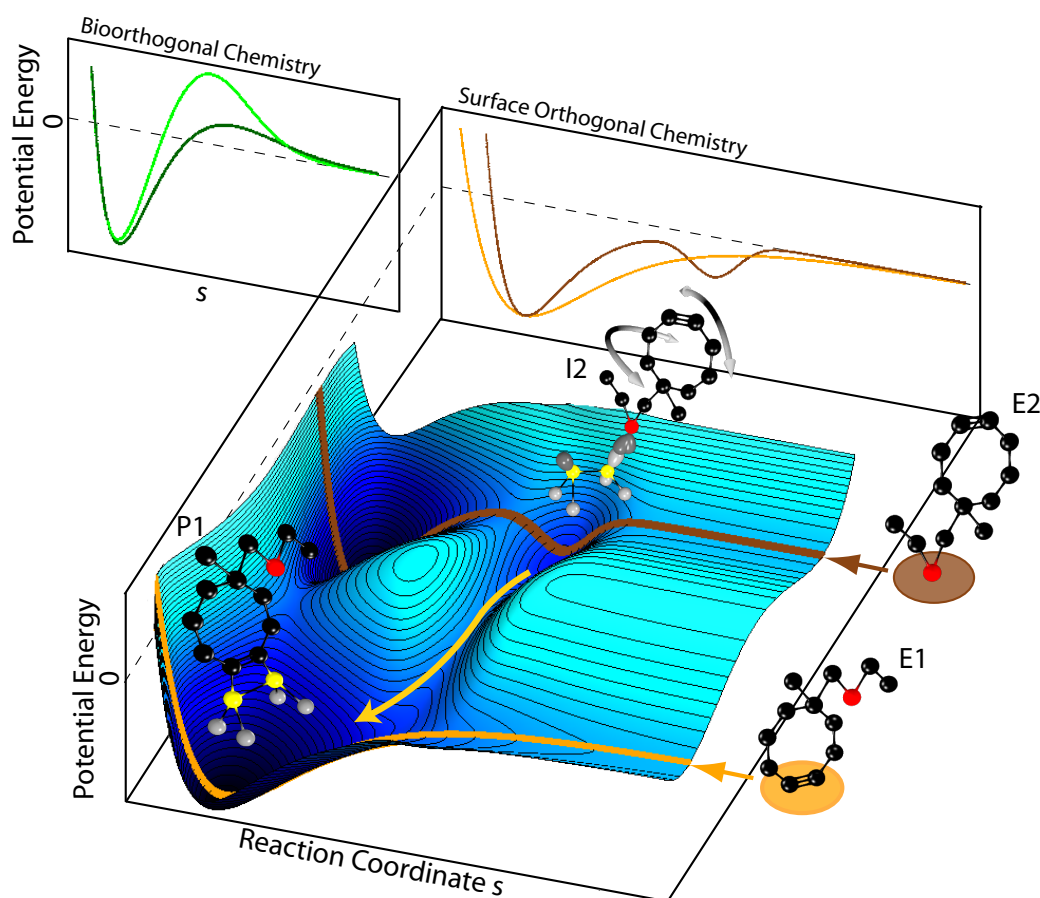 Bioorthogonal Chemistry
Potential Energy
0
s
Surface Orthogonal Chemistry
I2
E2
P1
E1
Potential Energy
0
Reaction Coordinate s